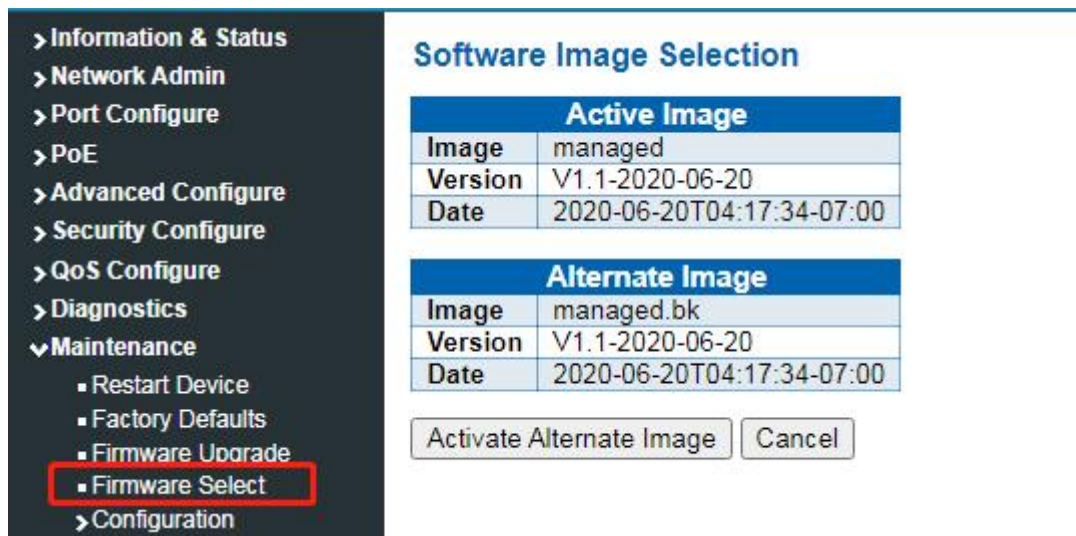 Information & Status
Network Admin
Port Configure
PoE
Advanced Configure
Security Configure
QoS Configure
Diagnostics
Maintenance
Restart Device
Factory Defaults
Firmware Upgrade
Firmware Select
Configuration
Software Image Selection
Active Image
Image managed
Version V1.1-2020-06-20
Date 2020-06-20T04:17:34-07:00
Alternate Image
Image managed.bk
Version V1.1-2020-06-20
Date 2020-06-20T04:17:34-07:00
Activate Alternate Image Cancel